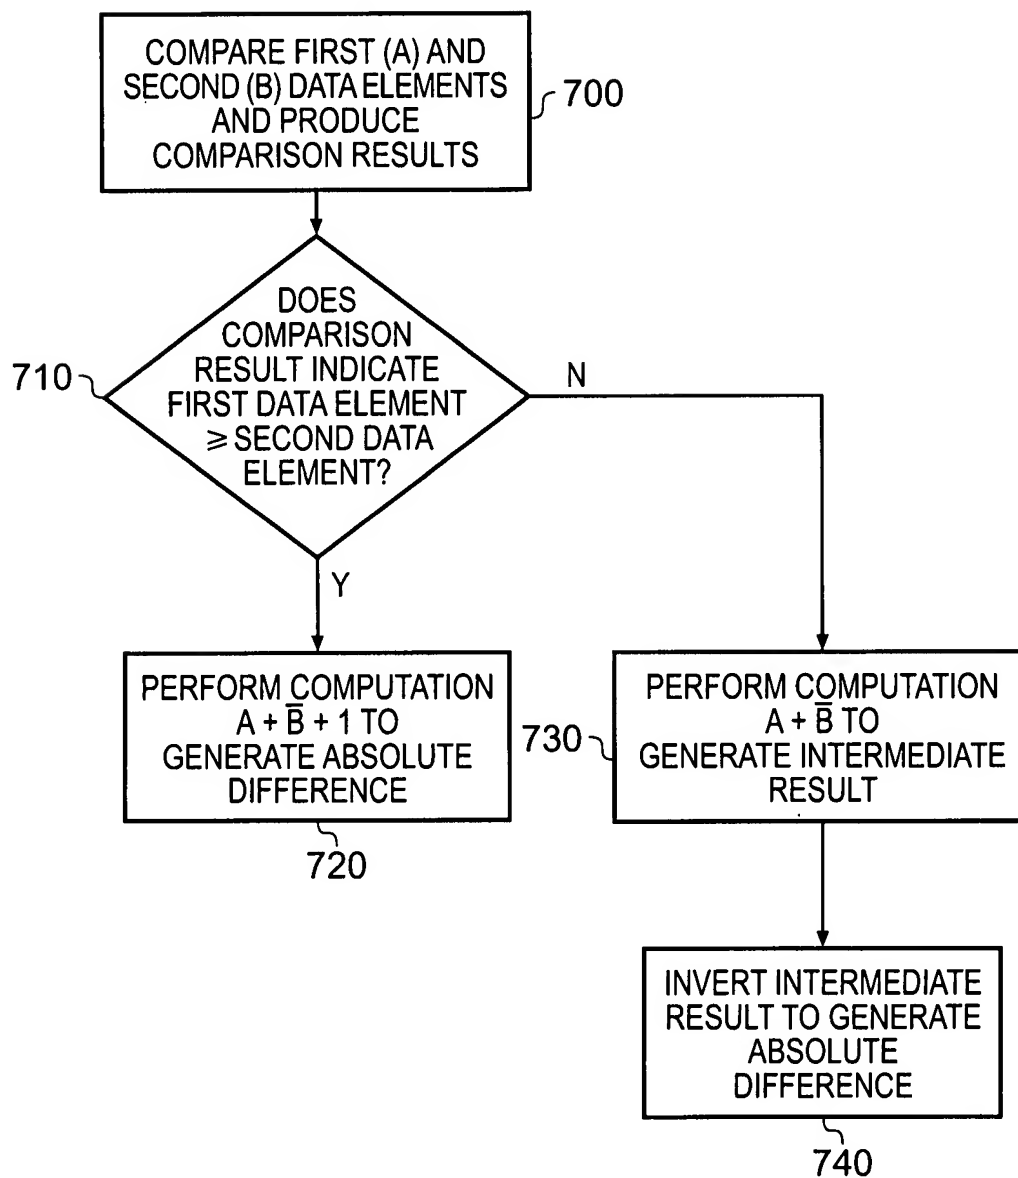 COMPARE FIRST (A) AND
SECOND (B) DATA ELEMENTS
AND PRODUCE
COMPARISON RESULTS
700
DOES
COMPARISON
RESULT INDICATE
FIRST DATA ELEMENT
≥ SECOND DATA
ELEMENT?
710
N
Y
PERFORM COMPUTATION
A + B̅ + 1 TO
GENERATE ABSOLUTE
DIFFERENCE
720
PERFORM COMPUTATION
A + B̅ TO
GENERATE INTERMEDIATE
RESULT
730
INVERT INTERMEDIATE
RESULT TO GENERATE
ABSOLUTE
DIFFERENCE
740